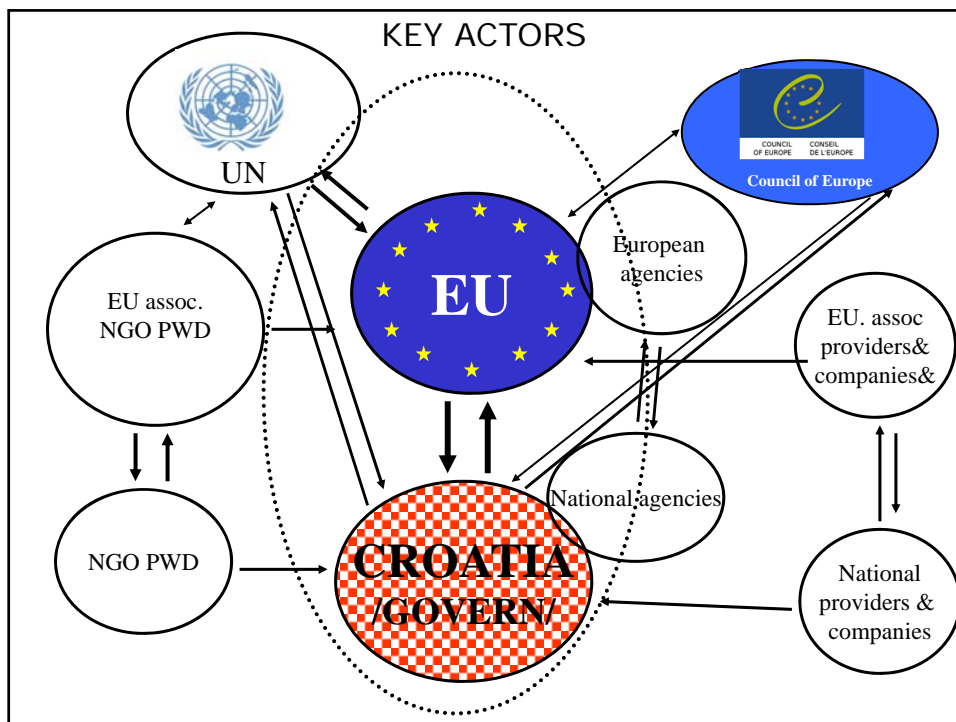 KEY ACTORS
UN
COUNCIL OF EUROPE
CONSEIL DE L'EUROPE
Council of Europe
European
agencies
EU assoc.
NGO PWD
EU
EU. assoc
providers&
companies&
National agencies
NGO PWD
CROATIA
/GOVERN/
National
providers &
companies